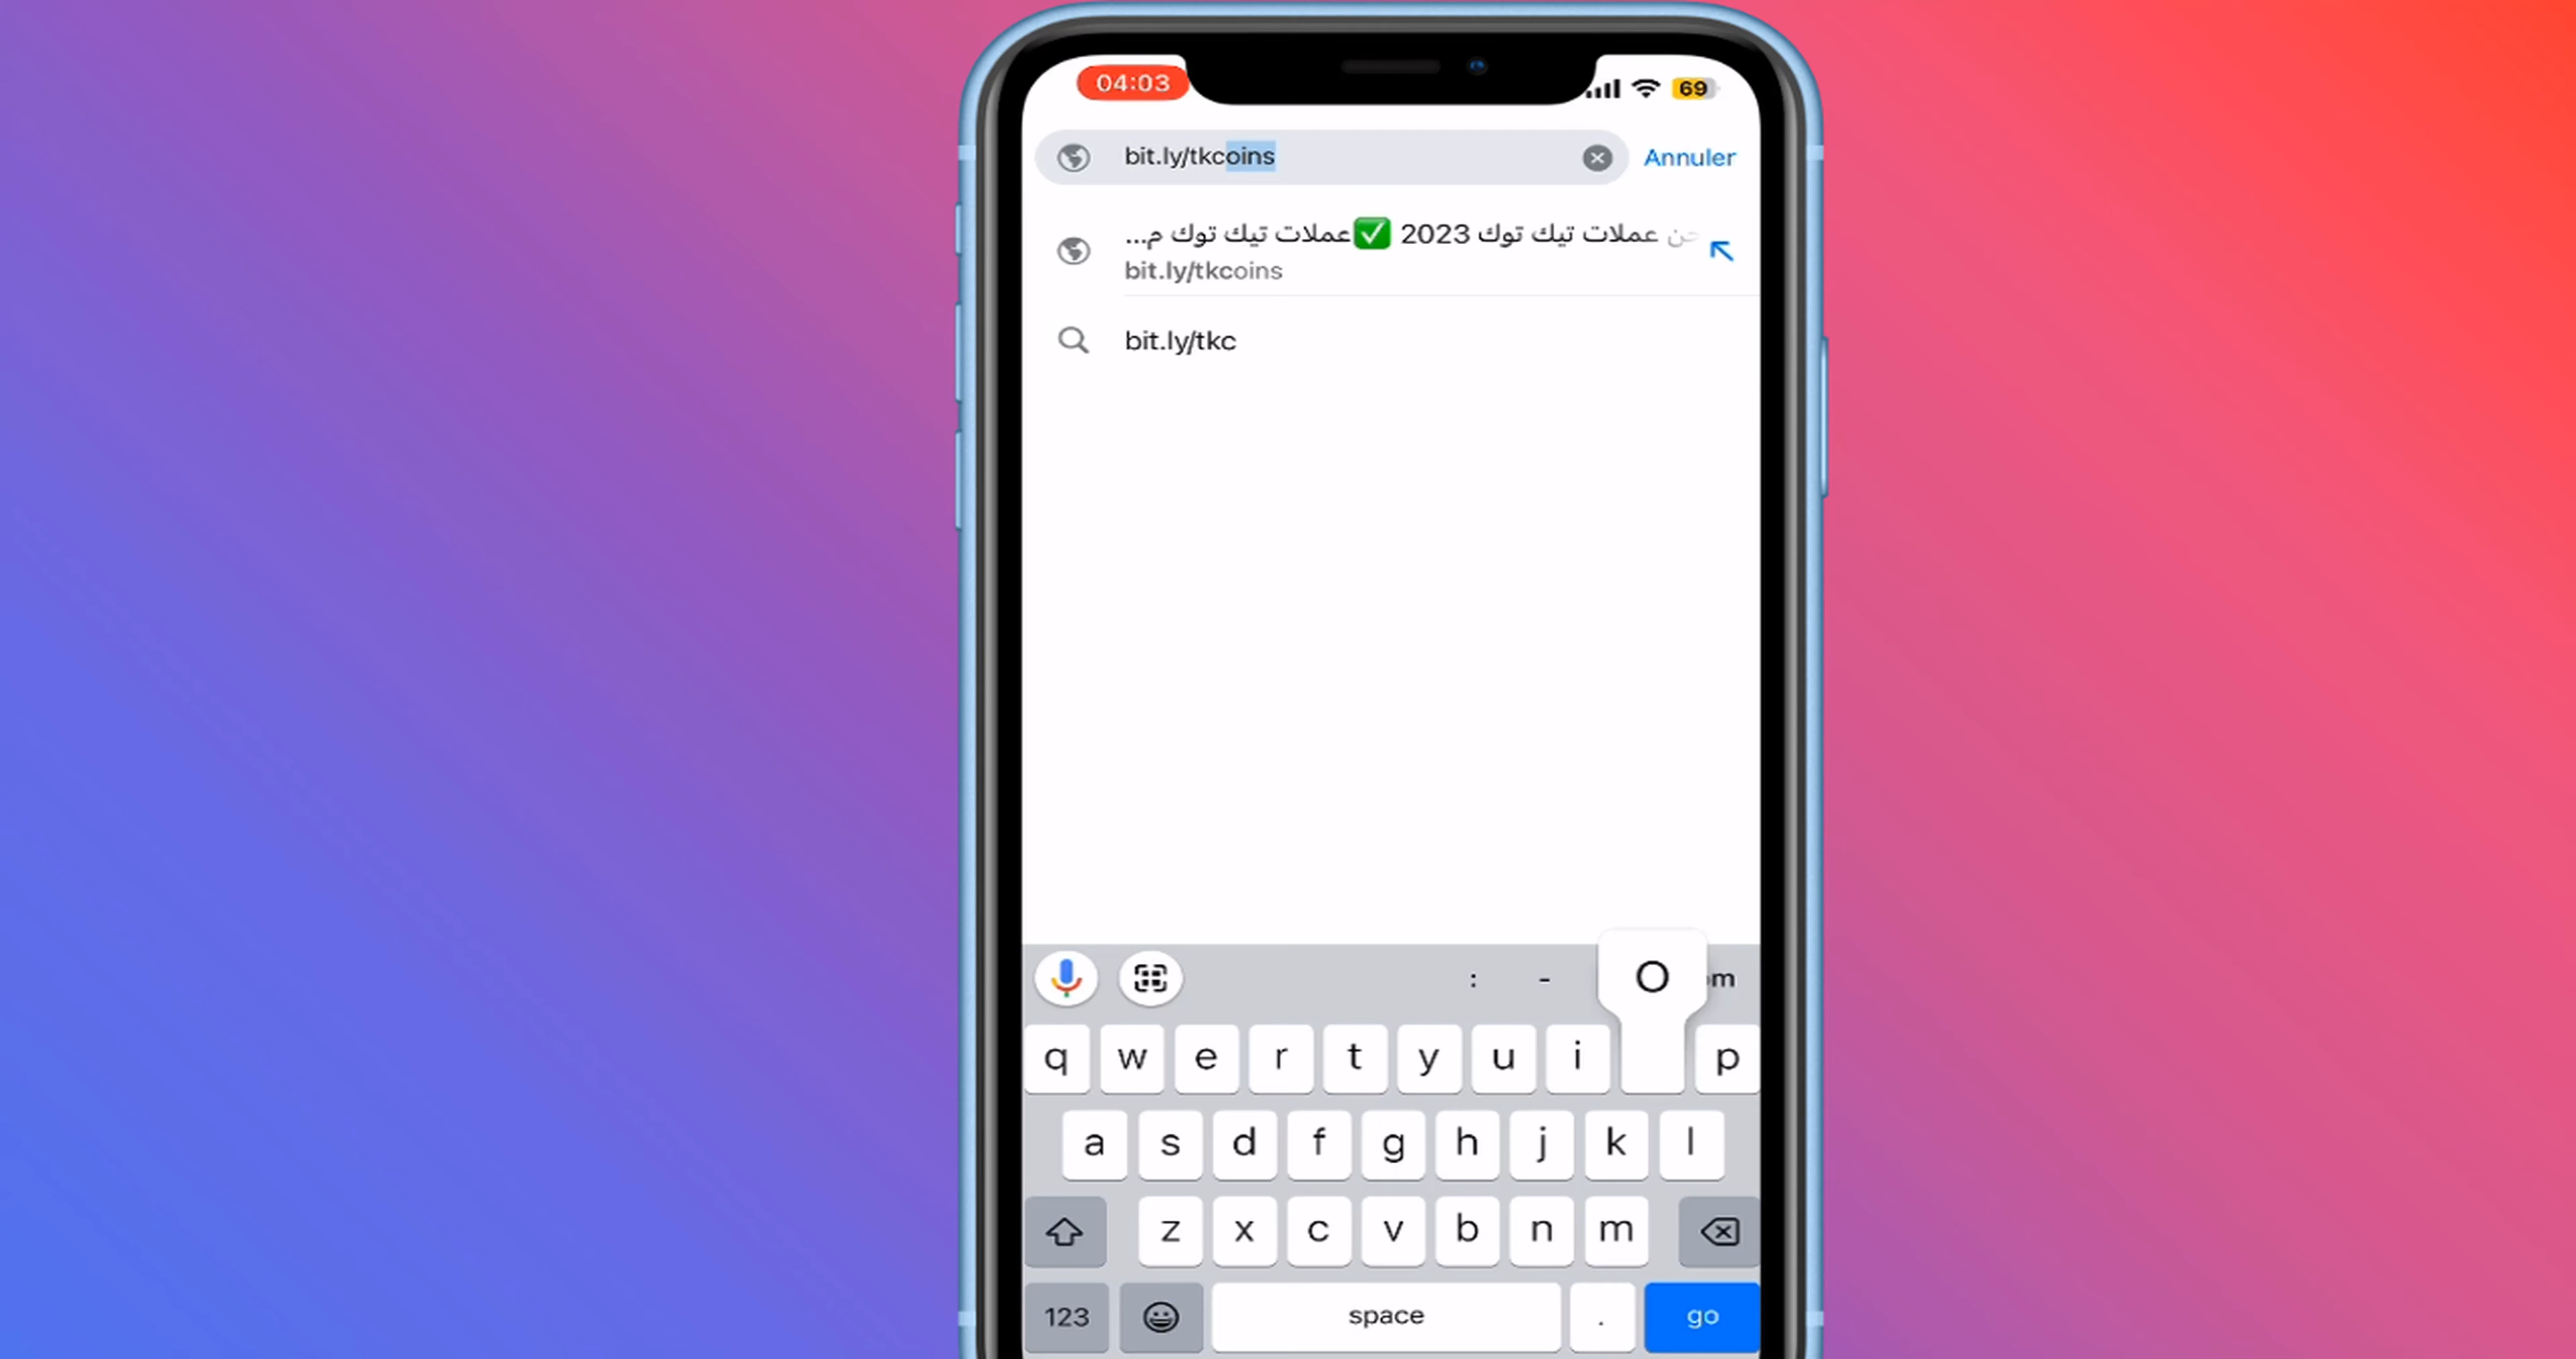 04:03
69
bit.ly/tkcoins
Annuler
عملات تيك توك 2023 ✅عملات تيك توك م...
bit.ly/tkcoins
bit.ly/tkc
: - O
q w e r t y u i p
a s d f g h j k l
z x c v b n m
123 space . go